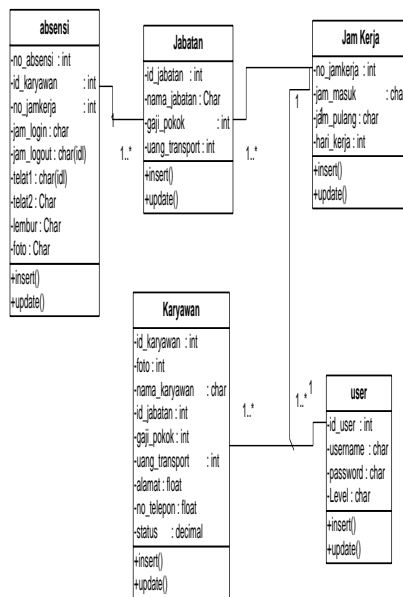 absensi
-no_absensi : int
-id_karyawan : int
-no_jamkerja : int
-jam_login : char
-jam_logout : char(idl)
-telat1 : char(idl)
-telat2 : Char
-lembur : Char
-foto : Char
+insert()
+update()
Jabatan
-id_jabatan : int
-nama_jabatan : Char
-gaji_pokok : int
-uang_transport : int
+insert()
+update()
Jam Kerja
-no_jamkerja : int
-jam_masuk : char
-jam_pulang : char
-hari_kerja : int
+insert()
+update()
1
1..*
1..*
1
Karyawan
-id_karyawan : int
-foto : int
-nama_karyawan : char
-id_jabatan : int
-gaji_pokok : int
-uang_transport : int
-alamat : float
-no_telepon : float
-status : decimal
+insert()
+update()
1..*
1..*
1
user
-id_user : int
-username : char
-password : char
-Level : char
+insert()
+update()